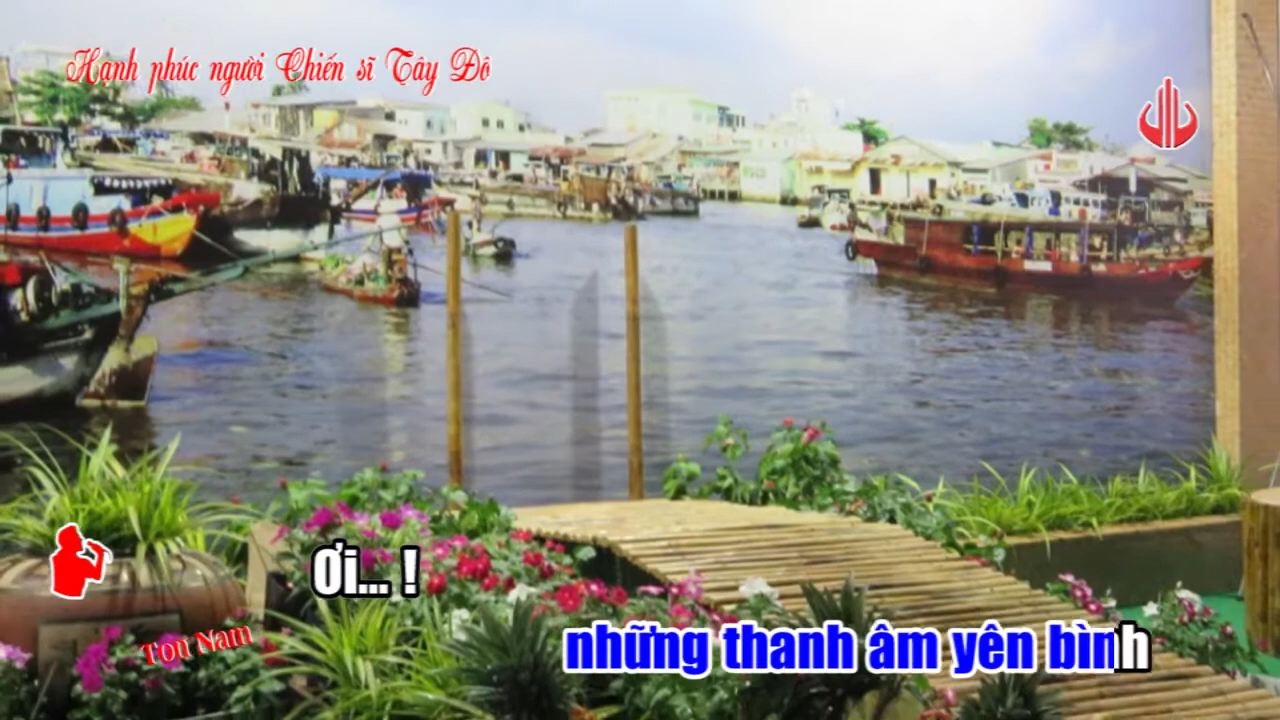 Hạnh phúc người Chiến sĩ Tây Đô
Ơi... !
Ton Nam
những thanh âm yên bình